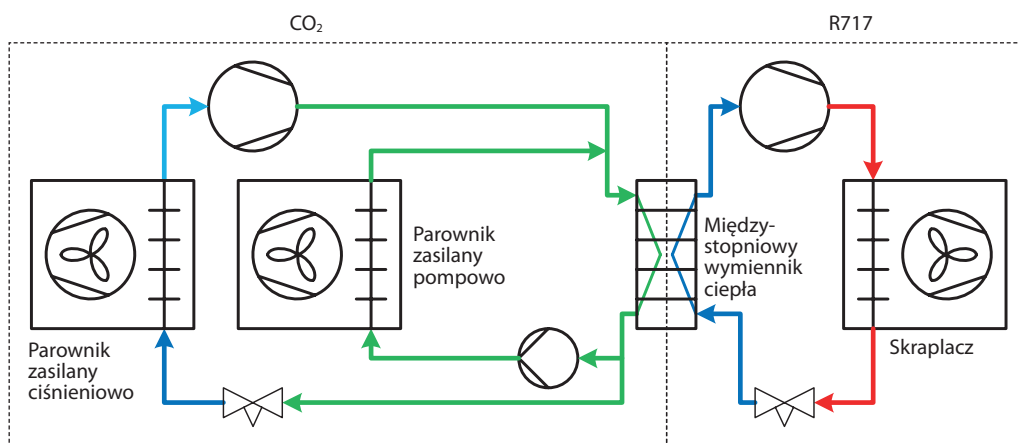 CO₂
R717
Parownik
zasilany
pompowo
Między-
stopniowy
wymiennik
ciepła
Parownik
zasilany
ciśnieniowo
Skraplacz